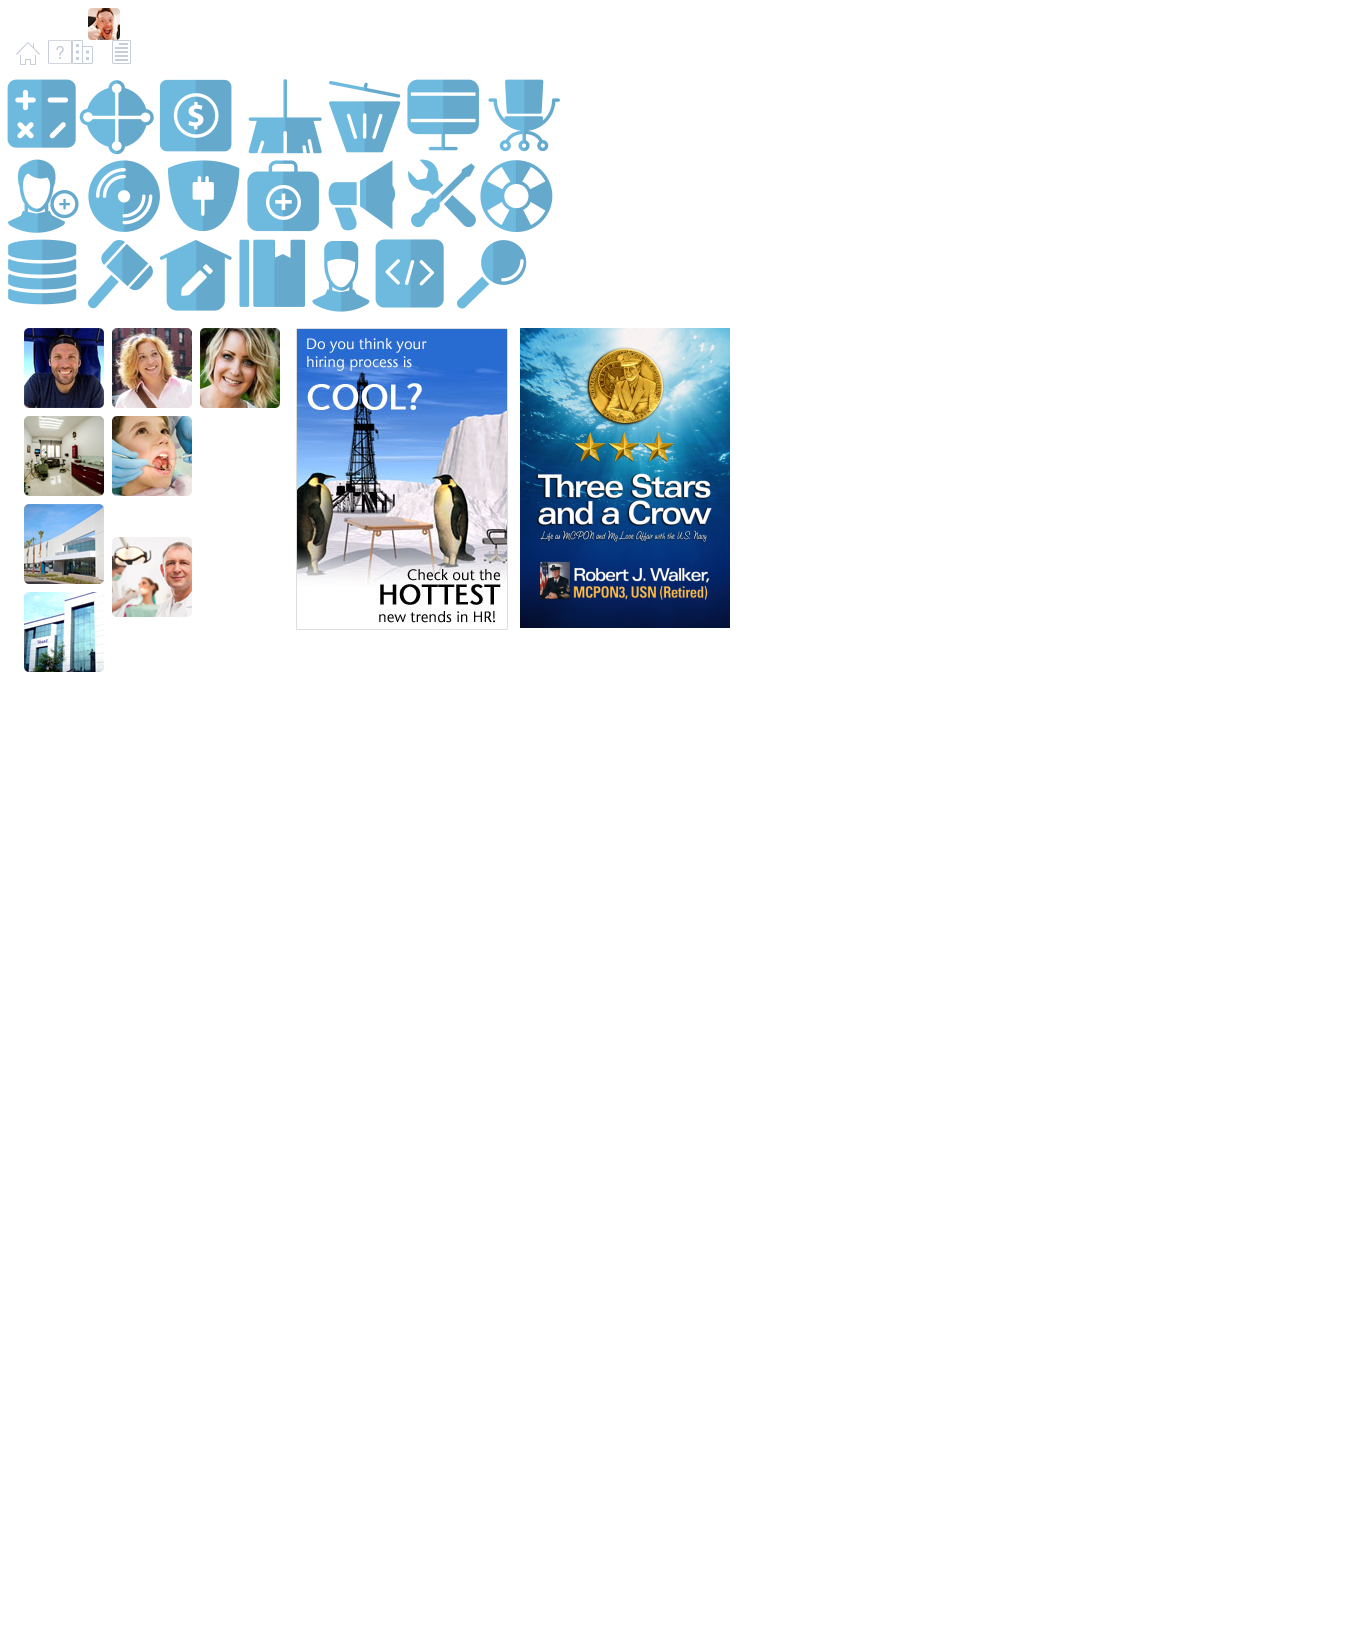 ?
$
</>
Do you think your
hiring process is
COOL?
Check out the
HOTTEST
new trends in HR!
Three Stars
and a Crow
Life as MCPON and My Love Affair with the U.S. Navy
Robert J. Walker,
MCPON3, USN (Retired)